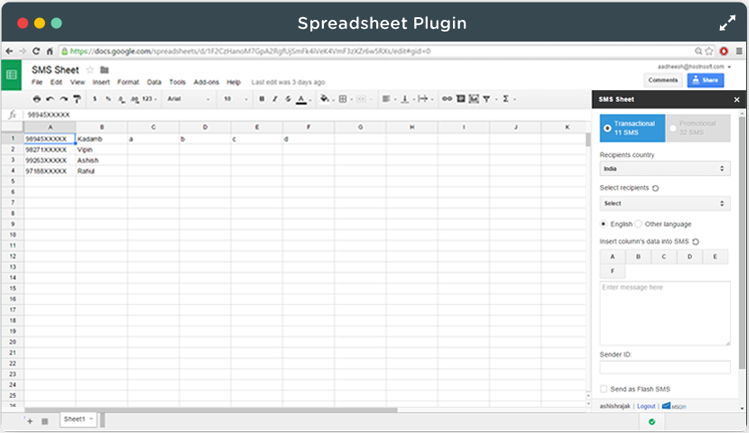 Spreadsheet Plugin
https://docs.google.com/spreadsheets/d/1F2CzHanoM7GpA2RgfUjSmFk4iVeK4VmF3zXZr6w5RXs/edit#gid=0
SMS Sheet
aadheesh@hostnsoft.com
File Edit View Insert Format Data Tools Add-ons Help Last edit was 3 days ago
Comments Share
$ % .0 .00 123 Arial 10 B I S A
fx 98945XXXXX
SMS Sheet
A B C D E F G H I J K
1 98945XXXXX Kadamb a b c d
2 98271XXXXX Vipin
3 99263XXXXX Ashish
4 97188XXXXX Rahul
5
6
7
8
9
10
11
12
13
14
15
16
17
18
19
20
21
22
23
24
25
26
Transactional
11 SMS
Promotional
32 SMS
Recipients country
India
Select recipients
Select
English Other language
Insert column's data into SMS
A B C D E
F
Enter message here
Sender ID:
Send as Flash SMS
ashishrajak | Logout | MSG91
Sheet1